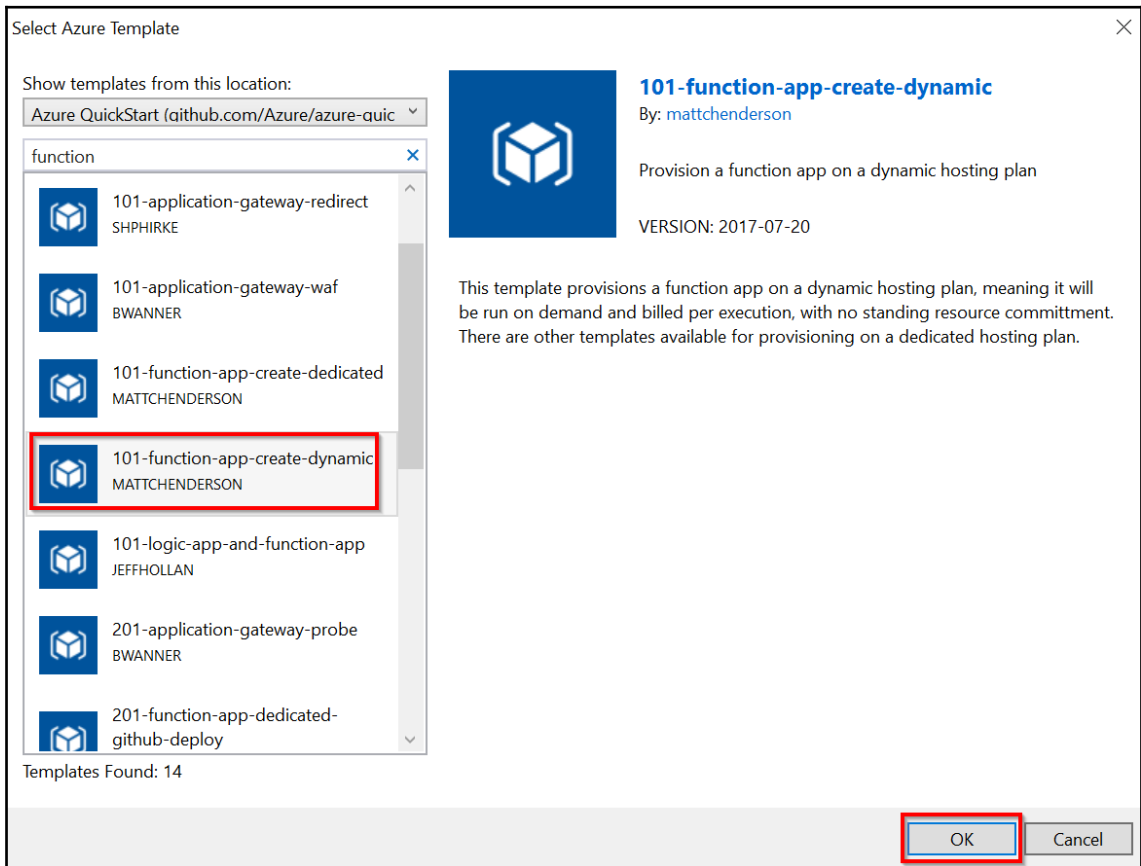 Select Azure Template
Show templates from this location:
Azure QuickStart (github.com/Azure/azure-quic
function
101-application-gateway-redirect
SHPHIRKE
101-application-gateway-waf
BWANNER
101-function-app-create-dedicated
MATTCHENDERSON
101-function-app-create-dynamic
MATTCHENDERSON
101-logic-app-and-function-app
JEFFHOLLAN
201-application-gateway-probe
BWANNER
201-function-app-dedicated-
github-deploy
Templates Found: 14
101-function-app-create-dynamic
By: mattchenderson
Provision a function app on a dynamic hosting plan
VERSION: 2017-07-20
This template provisions a function app on a dynamic hosting plan, meaning it will
be run on demand and billed per execution, with no standing resource committment.
There are other templates available for provisioning on a dedicated hosting plan.
OK
Cancel